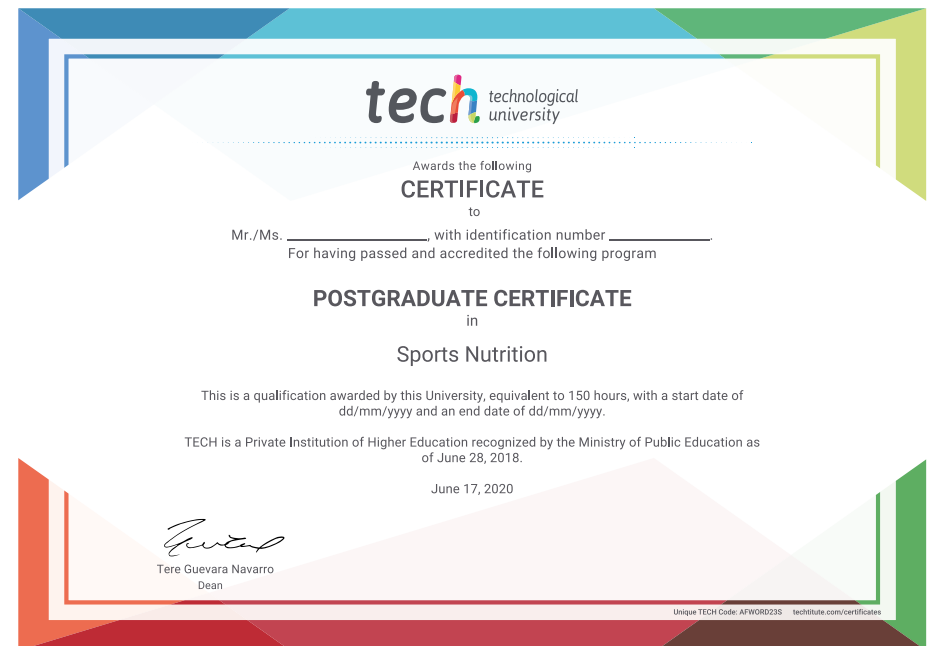 tech technological
university
Awards the following
CERTIFICATE
to
Mr./Ms. ____________________, with identification number ______________.
For having passed and accredited the following program
POSTGRADUATE CERTIFICATE
in
Sports Nutrition
This is a qualification awarded by this University, equivalent to 150 hours, with a start date of
dd/mm/yyyy and an end date of dd/mm/yyyy.
TECH is a Private Institution of Higher Education recognized by the Ministry of Public Education as
of June 28, 2018.
June 17, 2020
Tere Guevara Navarro
Dean
Unique TECH Code: AFWORD23S techtitute.com/certificates